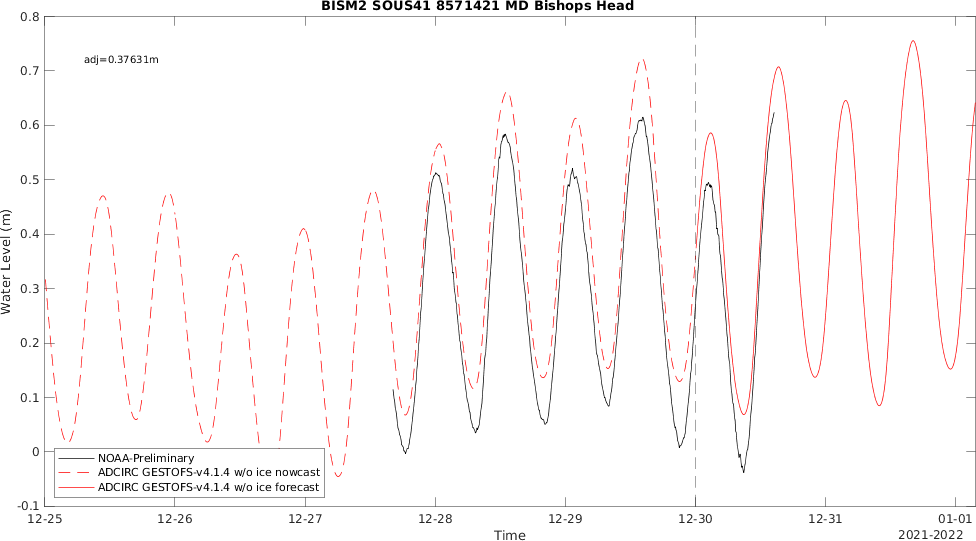 BISM2 SOUS41 8571421 MD Bishops Head
0.8
0.7
0.6
0.5
0.4
0.3
0.2
0.1
0
-0.1
Water Level (m)
adj=0.37631m
NOAA-Preliminary
ADCIRC GESTOFS-v4.1.4 w/o ice nowcast
ADCIRC GESTOFS-v4.1.4 w/o ice forecast
12-25 12-26 12-27 12-28 12-29 12-30 12-31 01-01
Time
2021-2022